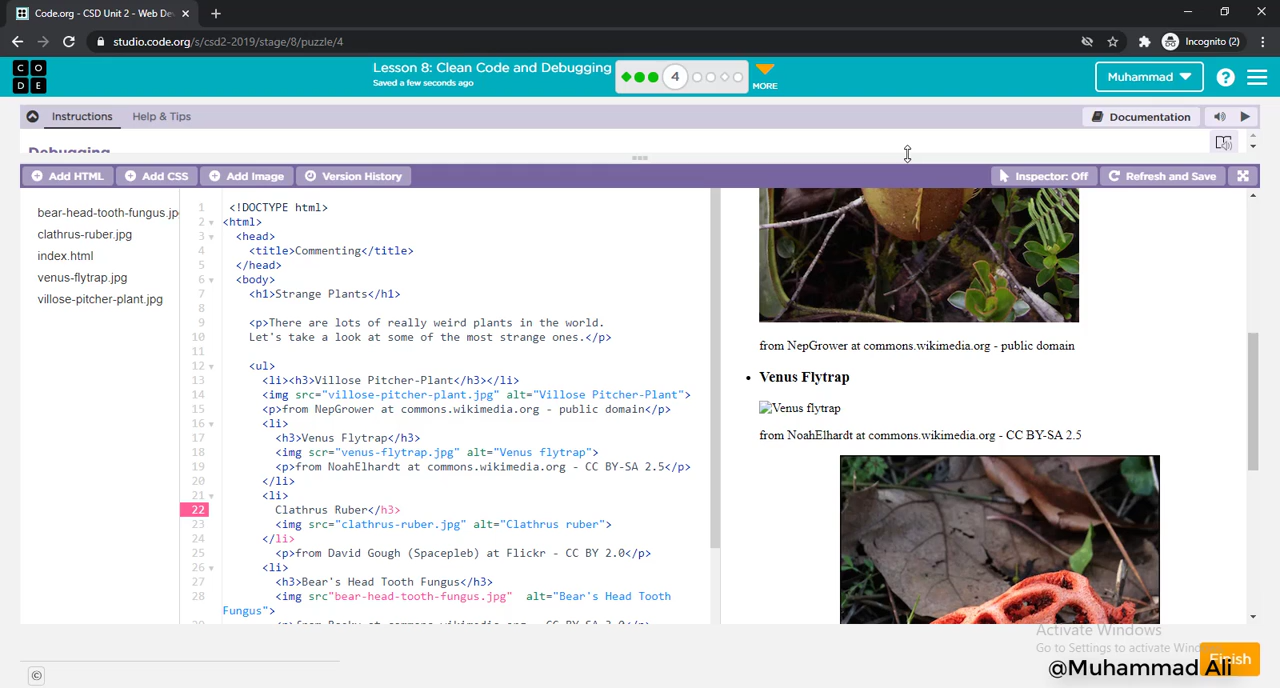 Code.org - CSD Unit 2 - Web De
studio.code.org/s/csd2-2019/stage/8/puzzle/4
Incognito (2)
C O D E
Lesson 8: Clean Code and Debugging
Saved a few seconds ago
4
MORE
Muhammad
?
Instructions
Help & Tips
Documentation
Debugging
Add HTML
Add CSS
Add Image
Version History
Inspector: Off
Refresh and Save
bear-head-tooth-fungus.jp
clathrus-ruber.jpg
index.html
venus-flytrap.jpg
villose-pitcher-plant.jpg
1 <!DOCTYPE html>
2 <html>
3 <head>
4 <title>Commenting</title>
5 </head>
6 <body>
7 <h1>Strange Plants</h1>
8
9 <p>There are lots of really weird plants in the world.
10 Let's take a look at some of the most strange ones.</p>
11
12 <ul>
13 <li><h3>Villose Pitcher-Plant</h3></li>
14 <img src="villose-pitcher-plant.jpg" alt="Villose Pitcher-Plant">
15 <p>from NepGrower at commons.wikimedia.org - public domain</p>
16 <li>
17 <h3>Venus Flytrap</h3>
18 <img scr="venus-flytrap.jpg" alt="Venus flytrap">
19 <p>from NoahElhardt at commons.wikimedia.org - CC BY-SA 2.5</p>
20 </li>
21 <li>
22 Clathrus Ruber</h3>
23 <img src="clathrus-ruber.jpg" alt="Clathrus ruber">
24 </li>
25 <p>from David Gough (Spacepleb) at Flickr - CC BY 2.0</p>
26 <li>
27 <h3>Bear's Head Tooth Fungus</h3>
28 <img src"bear-head-tooth-fungus.jpg" alt="Bear's Head Tooth
Fungus">
from NepGrower at commons.wikimedia.org - public domain
• Venus Flytrap
Venus flytrap
from NoahElhardt at commons.wikimedia.org - CC BY-SA 2.5
Activate Windows
Go to Settings to activate Wind
Finish
@Muhammad Ali
©